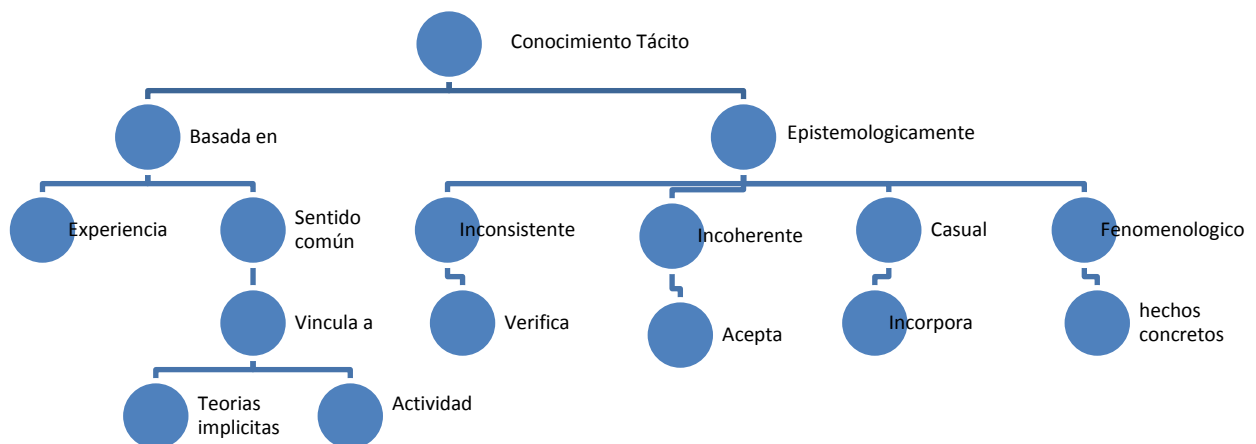 Conocimiento Tácito
Basada en
Epistemologicamente
Experiencia
Sentido
común
Inconsistente
Incoherente
Casual
Fenomenologico
Vincula a
Verifica
Acepta
Incorpora
hechos
concretos
Teorias
implicitas
Actividad